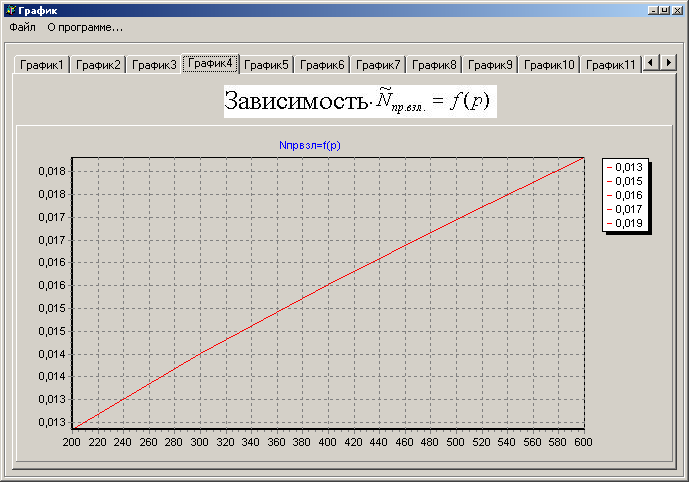 График
Файл О программе...
График1 График2 График3 График4 График5 График6 График7 График8 График9 График10 График11
Зависимость Ñпр.взл. = f(p)
Nпрвзл=f(p)
0,018
0,018
0,017
0,017
0,016
0,016
0,015
0,015
0,014
0,014
0,013
0,013
200 220 240 260 280 300 320 340 360 380 400 420 440 460 480 500 520 540 560 580 600
0,013
0,015
0,016
0,017
0,019